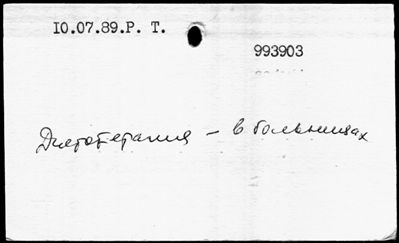 10.07.89.Р. Т.
993903
Диетотерапия – в больницах